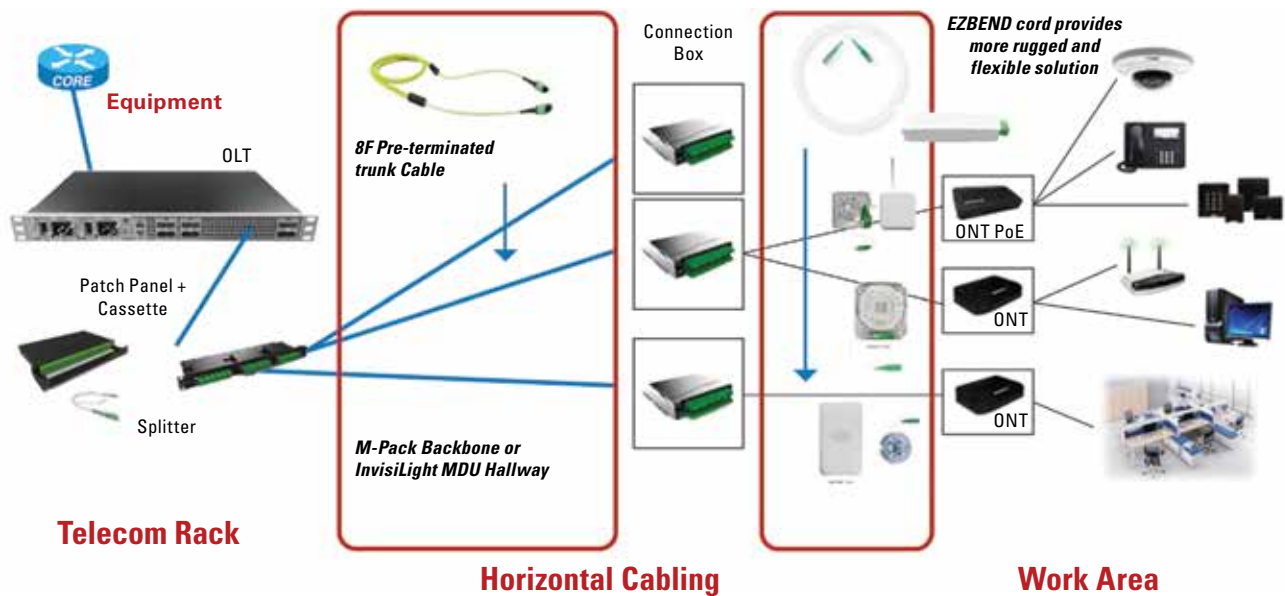 CORE
Equipment
OLT
Patch Panel +
Cassette
Splitter
Telecom Rack
8F Pre-terminated
trunk Cable
M-Pack Backbone or
InvisiLight MDU Hallway
Connection
Box
Horizontal Cabling
EZBEND cord provides
more rugged and
flexible solution
ONT PoE
ONT
ONT
Work Area